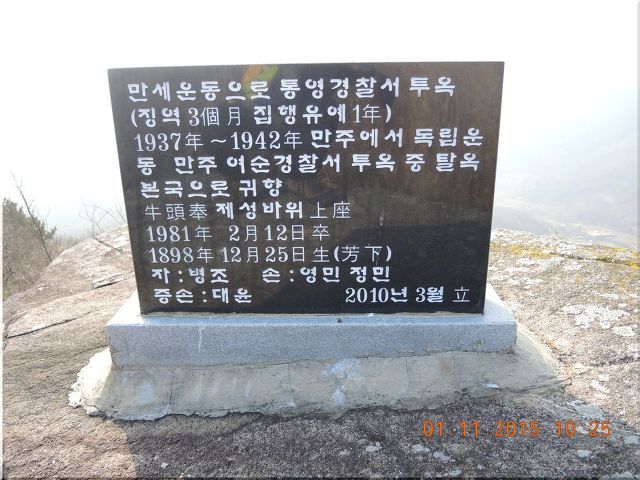 만세운동으로 통영경찰서 투옥
(징역 3個月 집행유예 1年)
1937年 ~ 1942年 만주에서 독립운
동 만주 여순경찰서 투옥 중 탈옥
본국으로 귀향
牛頭奉 제성바위上座
1981年 2月12日卒
1898年 12月25日生(芳下)
자:병조 손:영민 정민
증손:대윤 2010년 3월 立
01 11 2015 10 25